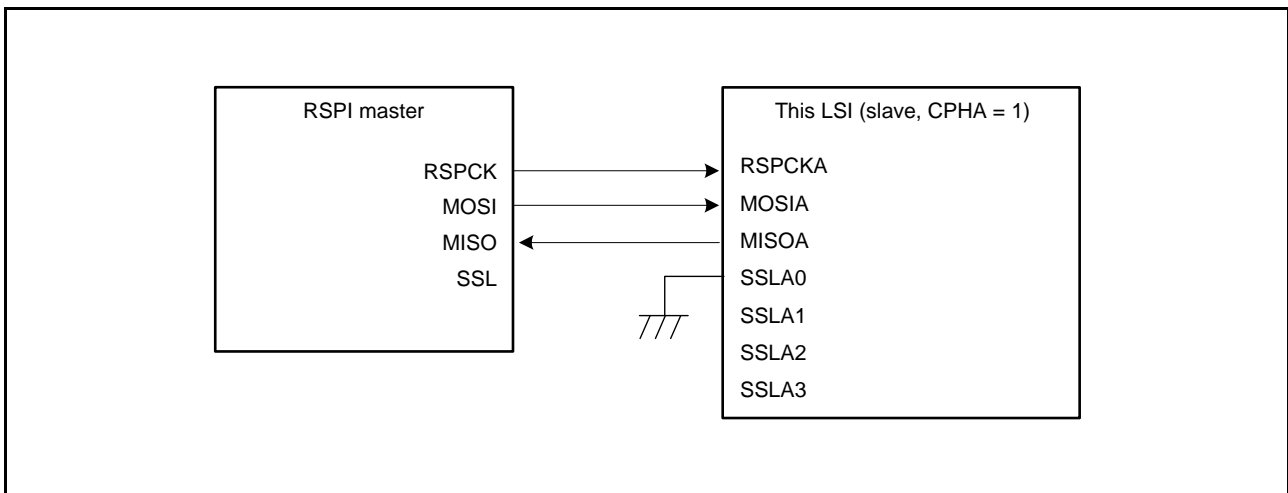 RSPI master
RSPCK
MOSI
MISO
SSL
This LSI (slave, CPHA = 1)
RSPCKA
MOSIA
MISOA
SSLA0
SSLA1
SSLA2
SSLA3